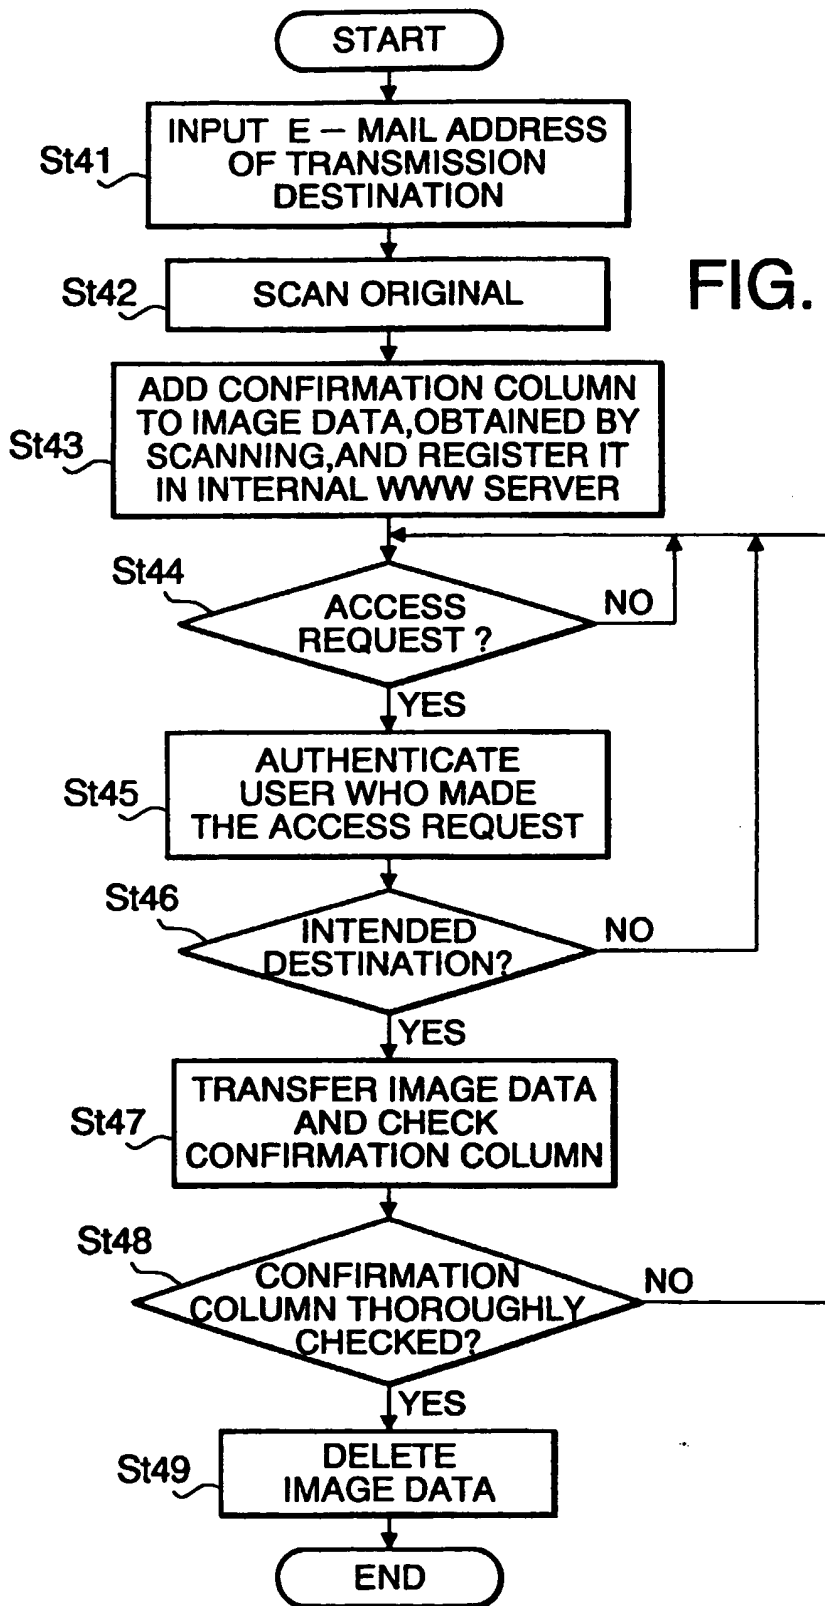 START
St41
INPUT E – MAIL ADDRESS
OF TRANSMISSION
DESTINATION
St42
SCAN ORIGINAL
FIG.
St43
ADD CONFIRMATION COLUMN
TO IMAGE DATA,OBTAINED BY
SCANNING,AND REGISTER IT
IN INTERNAL WWW SERVER
St44
ACCESS
REQUEST ?
NO
YES
St45
AUTHENTICATE
USER WHO MADE
THE ACCESS REQUEST
St46
INTENDED
DESTINATION?
NO
YES
St47
TRANSFER IMAGE DATA
AND CHECK
CONFIRMATION COLUMN
St48
CONFIRMATION
COLUMN THOROUGHLY
CHECKED?
NO
YES
St49
DELETE
IMAGE DATA
END